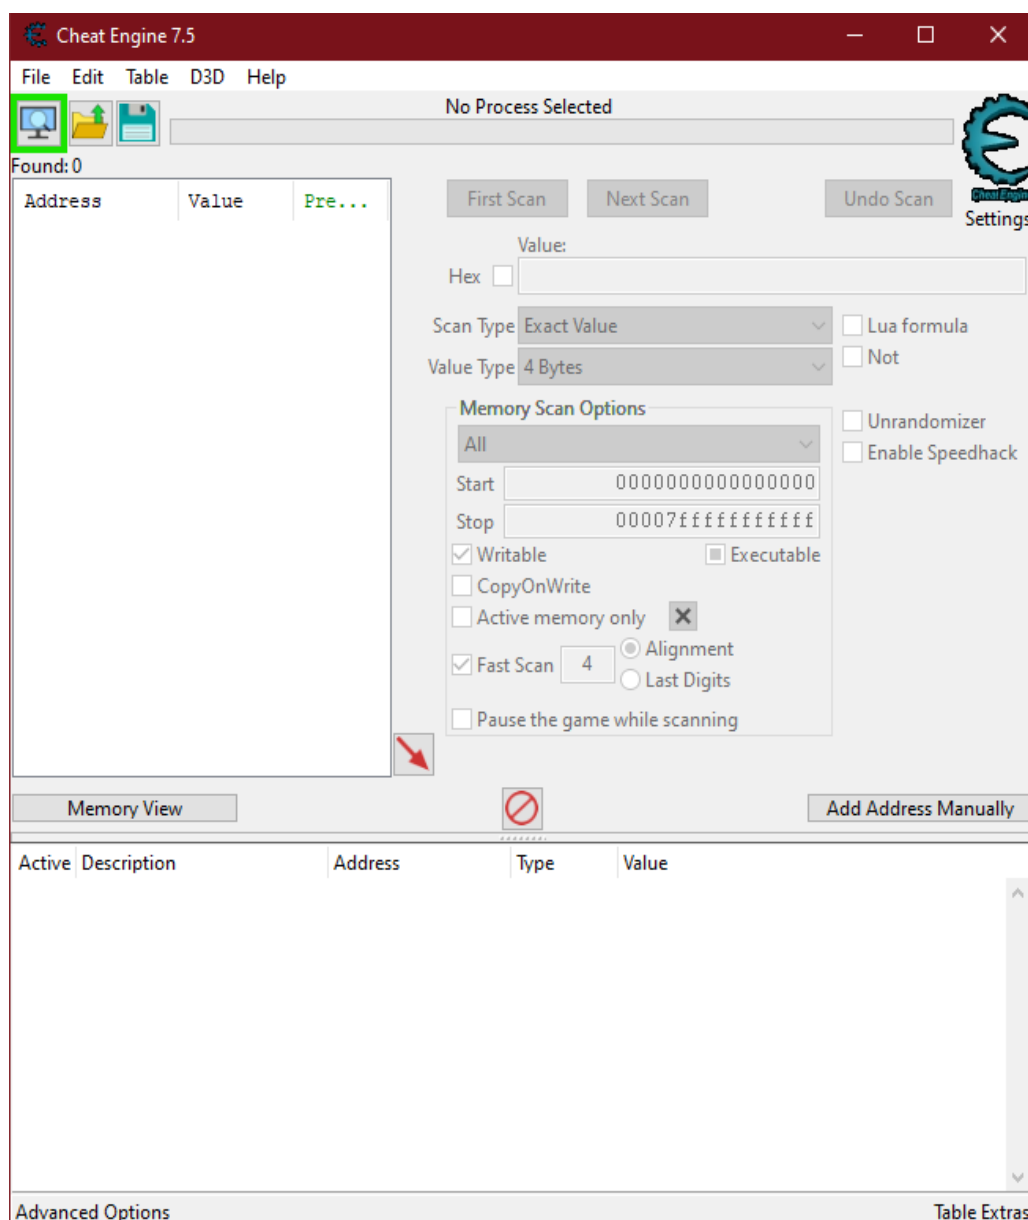 Cheat Engine 7.5
File Edit Table D3D Help
No Process Selected
Found: 0
Address Value Pre...
First Scan Next Scan Undo Scan
Cheat Engin
Settings
Value:
Hex
Scan Type Exact Value Lua formula
Value Type 4 Bytes Not
Memory Scan Options
All
Unrandomizer
Enable Speedhack
Start 0000000000000000
Stop 00007fffffffffff
Writable Executable
CopyOnWrite
Active memory only
Fast Scan 4 Alignment
Last Digits
Pause the game while scanning
Memory View Add Address Manually
Active Description Address Type Value
Advanced Options Table Extras